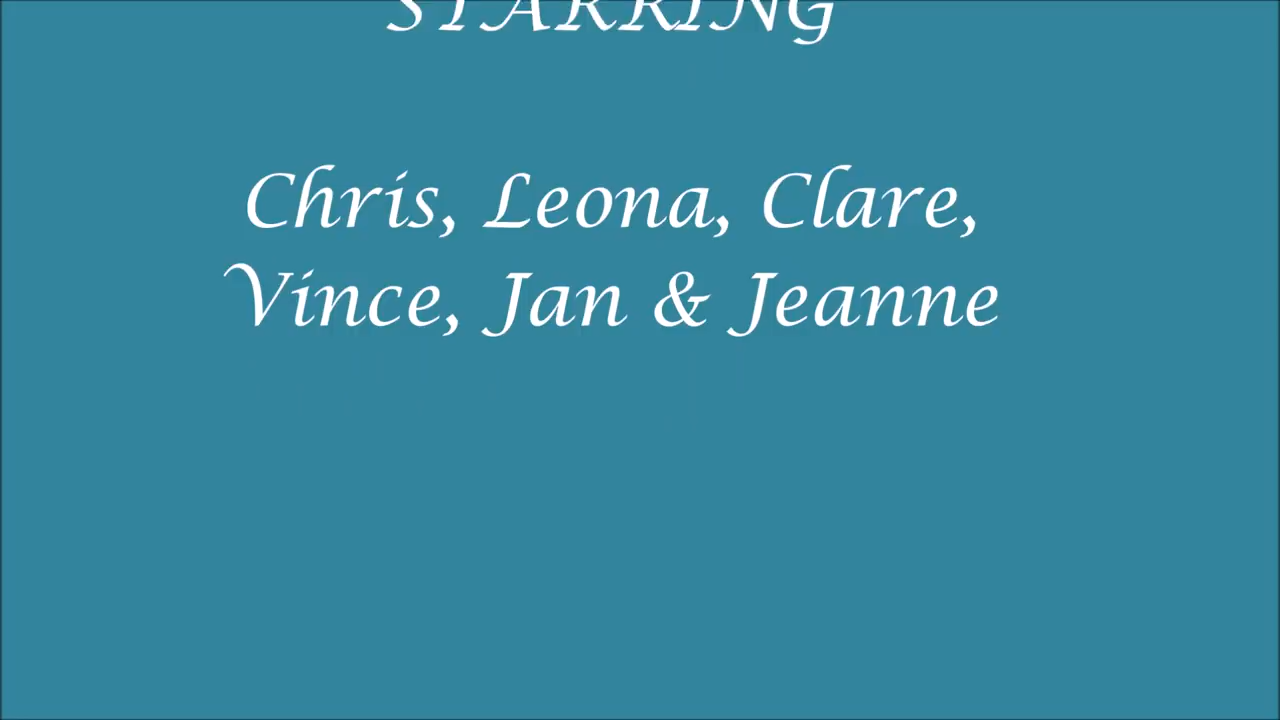 STARRING
Chris, Leona, Clare,
Vince, Jan & Jeanne